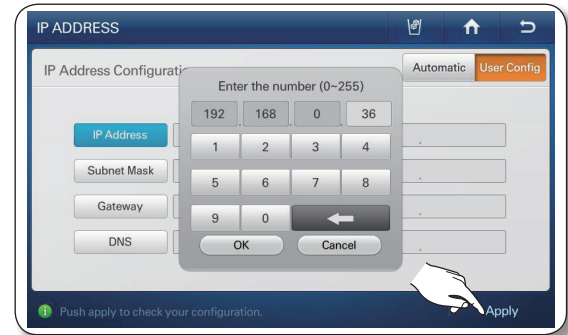 IP ADDRESS
IP Address Configurati
Automatic
User Config
Enter the number (0~255)
192 . 168 . 0 . 36
IP Address
1 2 3 4
Subnet Mask
5 6 7 8
Gateway
9 0
DNS
OK Cancel
Push apply to check your configuration.
Apply